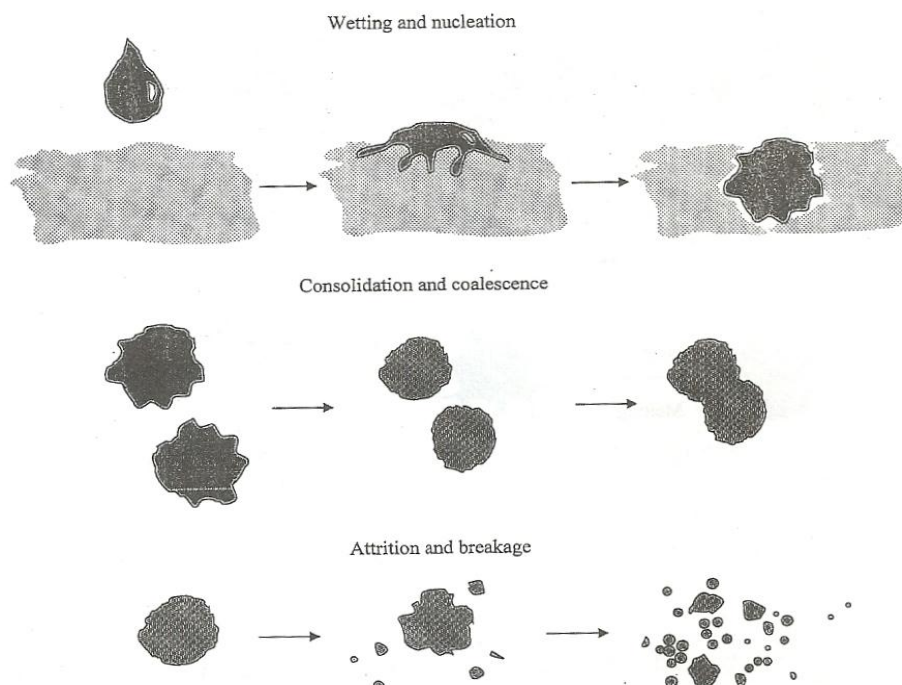 Wetting and nucleation
Consolidation and coalescence
Attrition and breakage